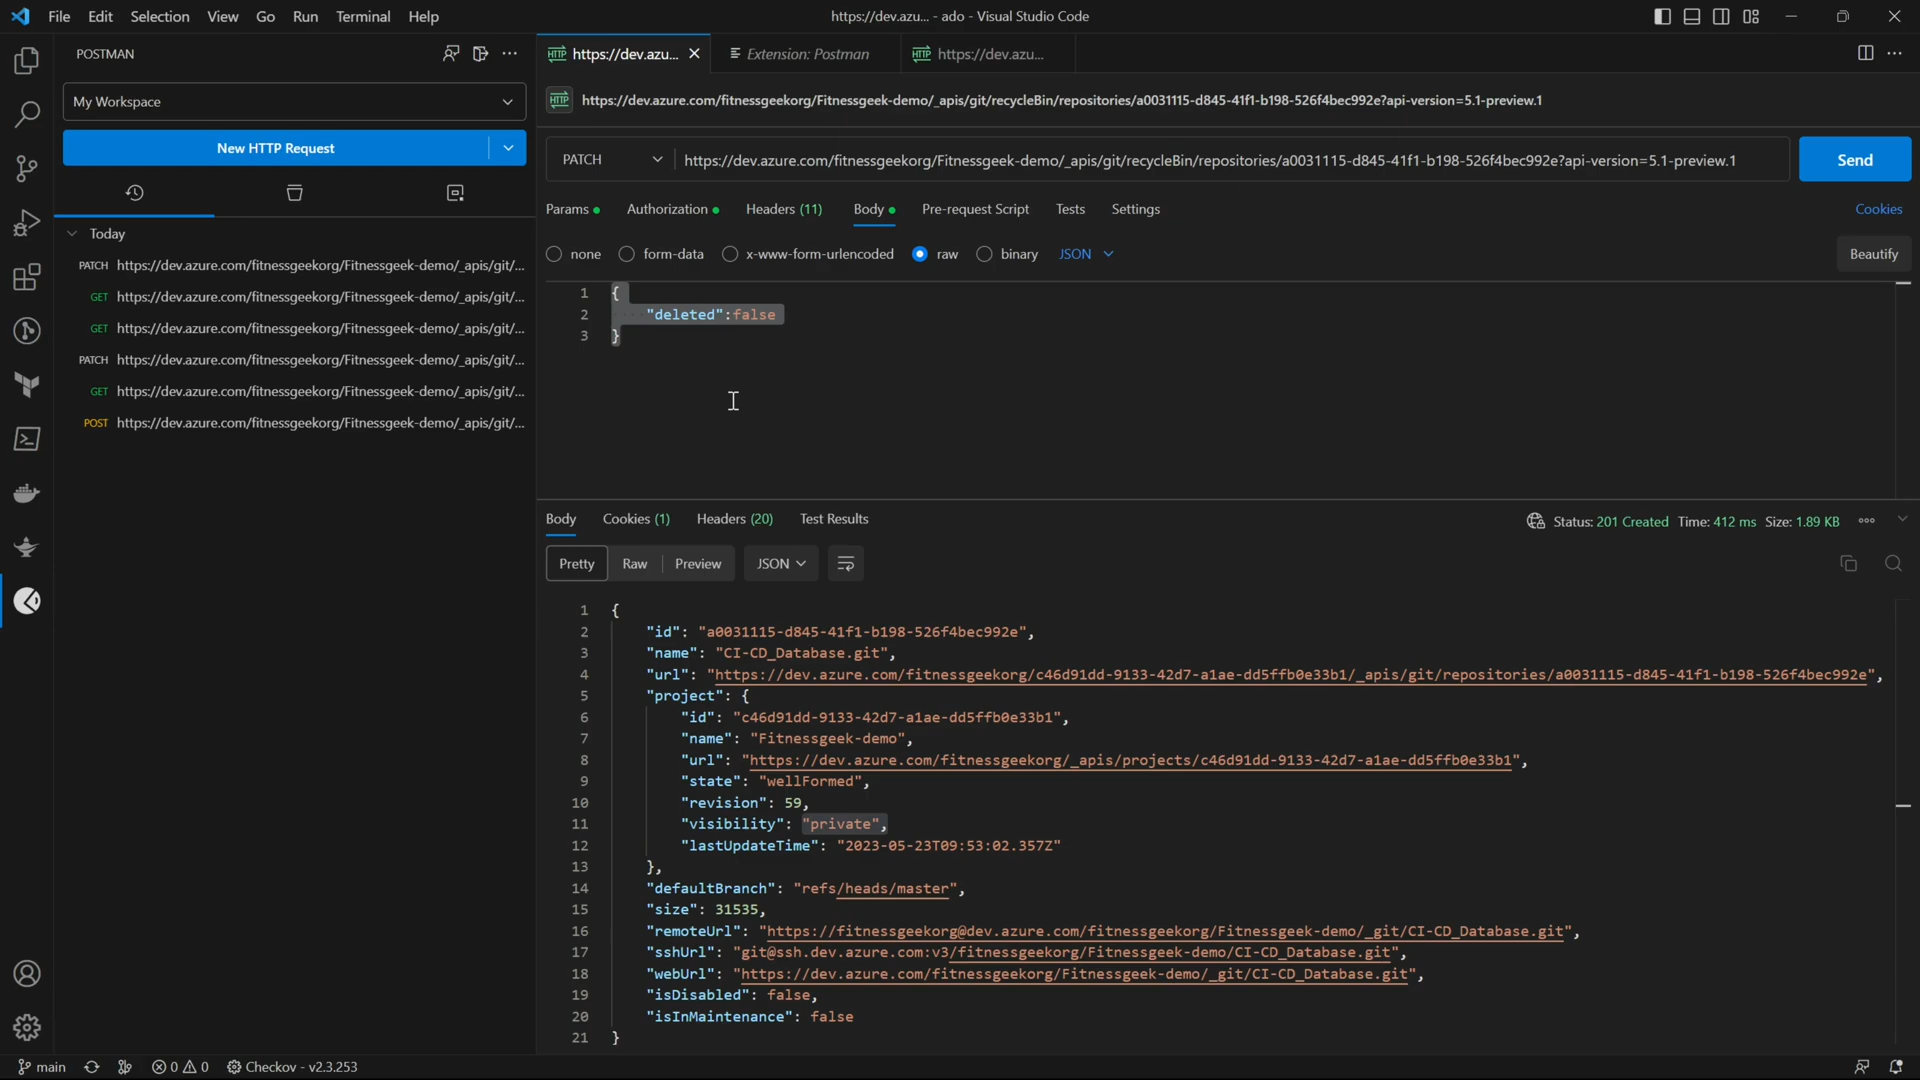 File Edit Selection View Go Run Terminal Help
https://dev.azu... - ado - Visual Studio Code
POSTMAN
My Workspace
New HTTP Request
Today
PATCH https://dev.azure.com/fitnessgeekorg/Fitnessgeek-demo/_apis/git/...
GET https://dev.azure.com/fitnessgeekorg/Fitnessgeek-demo/_apis/git/...
GET https://dev.azure.com/fitnessgeekorg/Fitnessgeek-demo/_apis/git/...
PATCH https://dev.azure.com/fitnessgeekorg/Fitnessgeek-demo/_apis/git/...
GET https://dev.azure.com/fitnessgeekorg/Fitnessgeek-demo/_apis/git/...
POST https://dev.azure.com/fitnessgeekorg/Fitnessgeek-demo/_apis/git/...
HTTP https://dev.azu... Extension: Postman HTTP https://dev.azu...
HTTP https://dev.azure.com/fitnessgeekorg/Fitnessgeek-demo/_apis/git/recycleBin/repositories/a0031115-d845-41f1-b198-526f4bec992e?api-version=5.1-preview.1
PATCH https://dev.azure.com/fitnessgeekorg/Fitnessgeek-demo/_apis/git/recycleBin/repositories/a0031115-d845-41f1-b198-526f4bec992e?api-version=5.1-preview.1 Send
Params Authorization Headers (11) Body Pre-request Script Tests Settings Cookies
none form-data x-www-form-urlencoded raw binary JSON Beautify
1 {
2 ····"deleted":false
3 }
Body Cookies (1) Headers (20) Test Results Status: 201 Created Time: 412 ms Size: 1.89 KB
Pretty Raw Preview JSON
1 {
2 "id": "a0031115-d845-41f1-b198-526f4bec992e",
3 "name": "CI-CD_Database.git",
4 "url": "https://dev.azure.com/fitnessgeekorg/c46d91dd-9133-42d7-a1ae-dd5ffb0e33b1/_apis/git/repositories/a0031115-d845-41f1-b198-526f4bec992e",
5 "project": {
6 "id": "c46d91dd-9133-42d7-a1ae-dd5ffb0e33b1",
7 "name": "Fitnessgeek-demo",
8 "url": "https://dev.azure.com/fitnessgeekorg/_apis/projects/c46d91dd-9133-42d7-a1ae-dd5ffb0e33b1",
9 "state": "wellFormed",
10 "revision": 59,
11 "visibility": "private",
12 "lastUpdateTime": "2023-05-23T09:53:02.357Z"
13 },
14 "defaultBranch": "refs/heads/master",
15 "size": 31535,
16 "remoteUrl": "https://fitnessgeekorg@dev.azure.com/fitnessgeekorg/Fitnessgeek-demo/_git/CI-CD_Database.git",
17 "sshUrl": "git@ssh.dev.azure.com:v3/fitnessgeekorg/Fitnessgeek-demo/CI-CD_Database.git",
18 "webUrl": "https://dev.azure.com/fitnessgeekorg/Fitnessgeek-demo/_git/CI-CD_Database.git",
19 "isDisabled": false,
20 "isInMaintenance": false
21 }
main 0 0 Checkov - v2.3.253